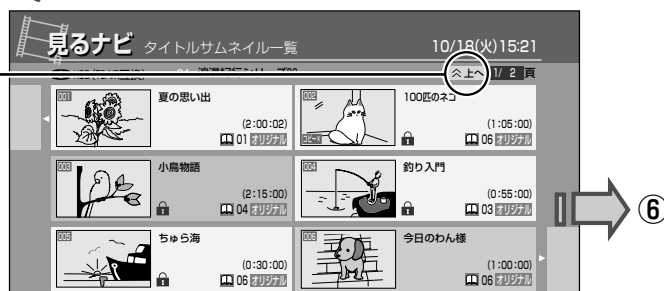 見るナビ タイトルサムネイル一覧 10/18(火)15:21
上へ 1/ 2 頁
001 夏の思い出
(2:00:02)
01 オリジナル
002 100匹のネコ
(1:05:00)
06 オリジナル
003 小鳥物語
(2:15:00)
04 オリジナル
004 釣り入門
(0:55:00)
03 オリジナル
⑥
005 ちゅら海
(0:30:00)
06 オリジナル
006 今日のわん様
(1:00:00)
06 オリジナル